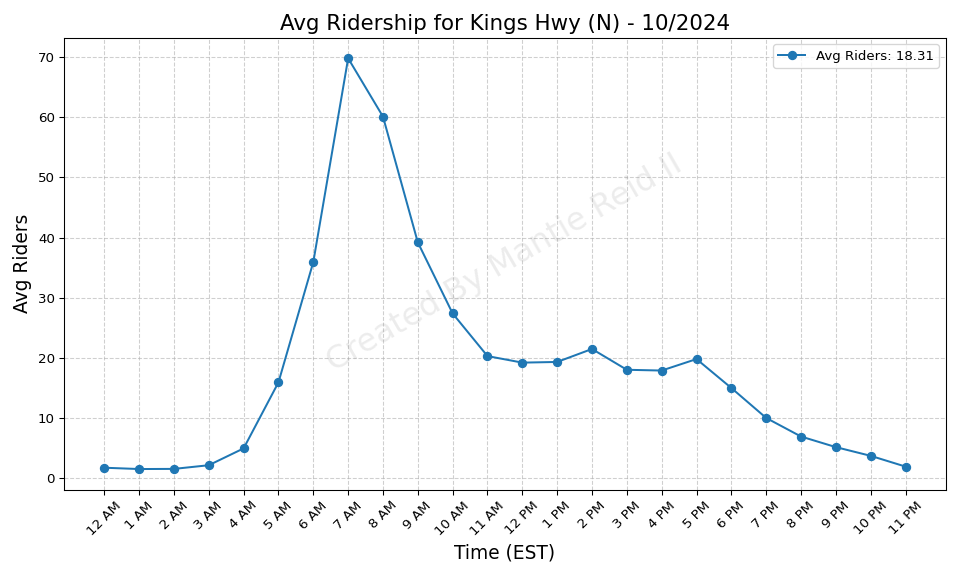 Avg Ridership for Kings Hwy (N) - 10/2024
Avg Riders: 18.31
Avg Riders
70
60
50
40
30
20
10
0
Created By Mantie Reid II
12 AM
1 AM
2 AM
3 AM
4 AM
5 AM
6 AM
7 AM
8 AM
9 AM
10 AM
11 AM
12 PM
1 PM
2 PM
3 PM
4 PM
5 PM
6 PM
7 PM
8 PM
9 PM
10 PM
11 PM
Time (EST)